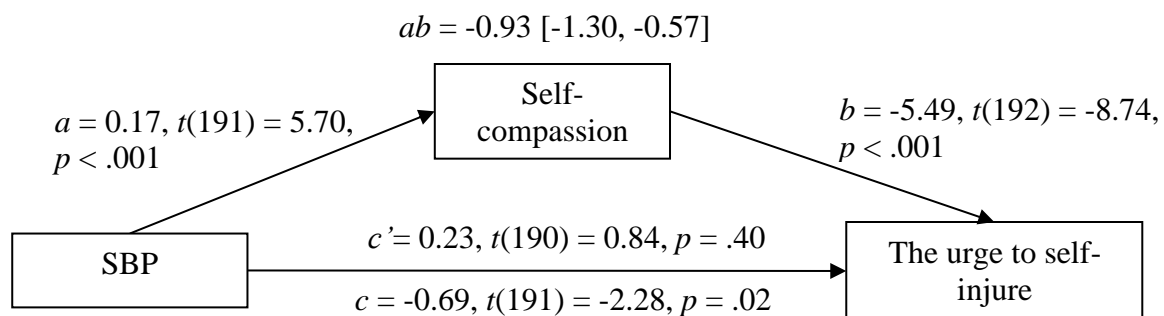 ab = -0.93 [-1.30, -0.57]
Self-
compassion
a = 0.17, t(191) = 5.70,
p < .001
b = -5.49, t(192) = -8.74,
p < .001
SBP
c’= 0.23, t(190) = 0.84, p = .40
c = -0.69, t(191) = -2.28, p = .02
The urge to self-
injure